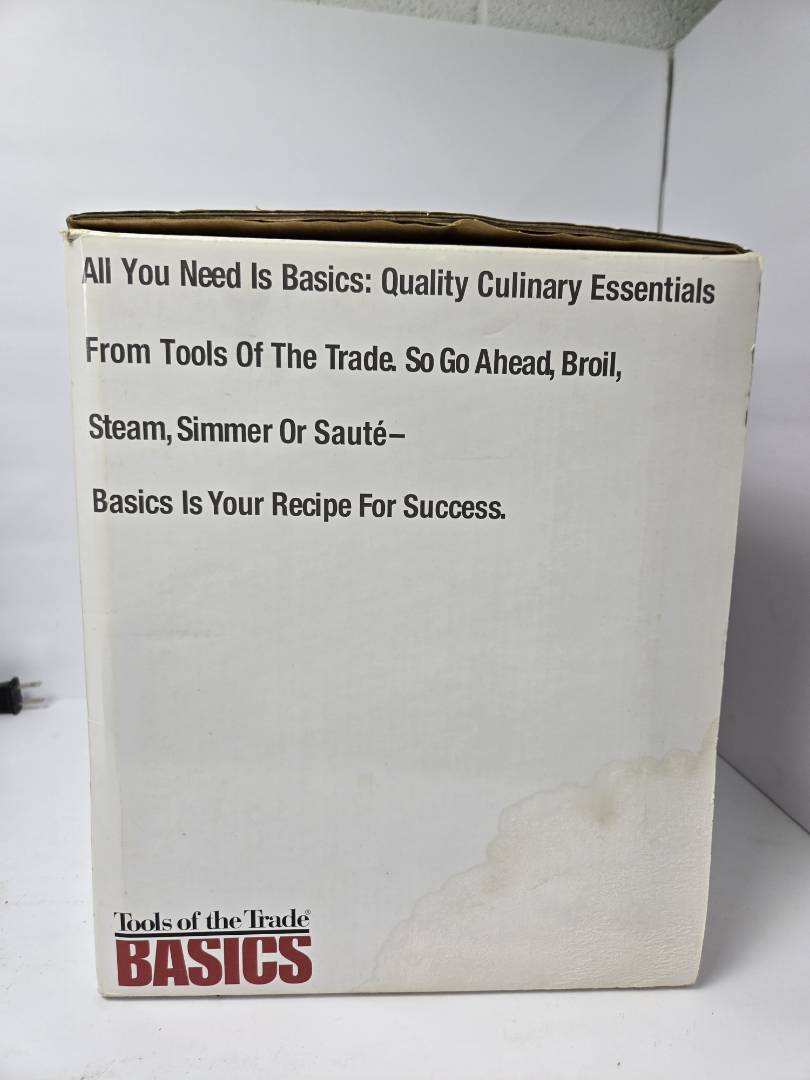 All You Need Is Basics: Quality Culinary Essentials
From Tools Of The Trade. So Go Ahead, Broil,
Steam, Simmer Or Sauté–
Basics Is Your Recipe For Success.
Tools of the Trade®
BASICS